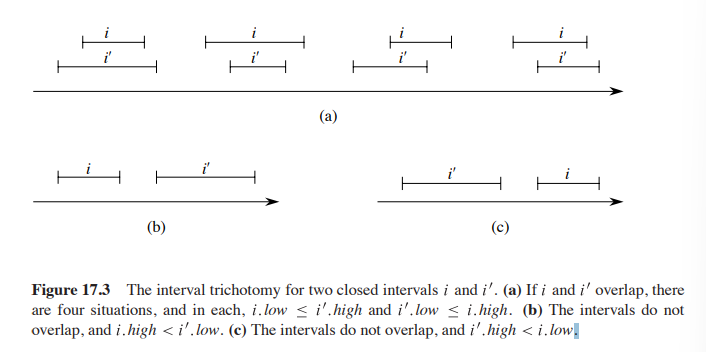 i i i i
i′ i′ i′ i′
(a)
i i′ i′ i
(b) (c)
Figure 17.3 The interval trichotomy for two closed intervals i and i′. (a) If i and i′ overlap, there
are four situations, and in each, i.low ≤ i′.high and i′.low ≤ i.high. (b) The intervals do not
overlap, and i.high < i′.low. (c) The intervals do not overlap, and i′.high < i.low.